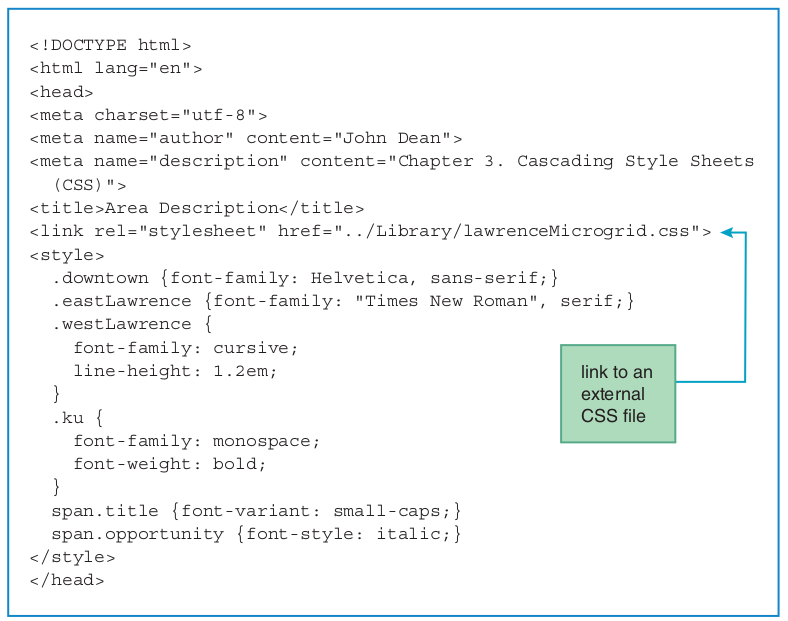 <!DOCTYPE html>
<html lang="en">
<head>
<meta charset="utf-8">
<meta name="author" content="John Dean">
<meta name="description" content="Chapter 3. Cascading Style Sheets
  (CSS)">
<title>Area Description</title>
<link rel="stylesheet" href="../Library/lawrenceMicrogrid.css">
<style>
  .downtown {font-family: Helvetica, sans-serif;}
  .eastLawrence {font-family: "Times New Roman", serif;}
  .westLawrence {
    font-family: cursive;
    line-height: 1.2em;
  }
  .ku {
    font-family: monospace;
    font-weight: bold;
  }
  span.title {font-variant: small-caps;}
  span.opportunity {font-style: italic;}
</style>
</head>
link to an
external
CSS file